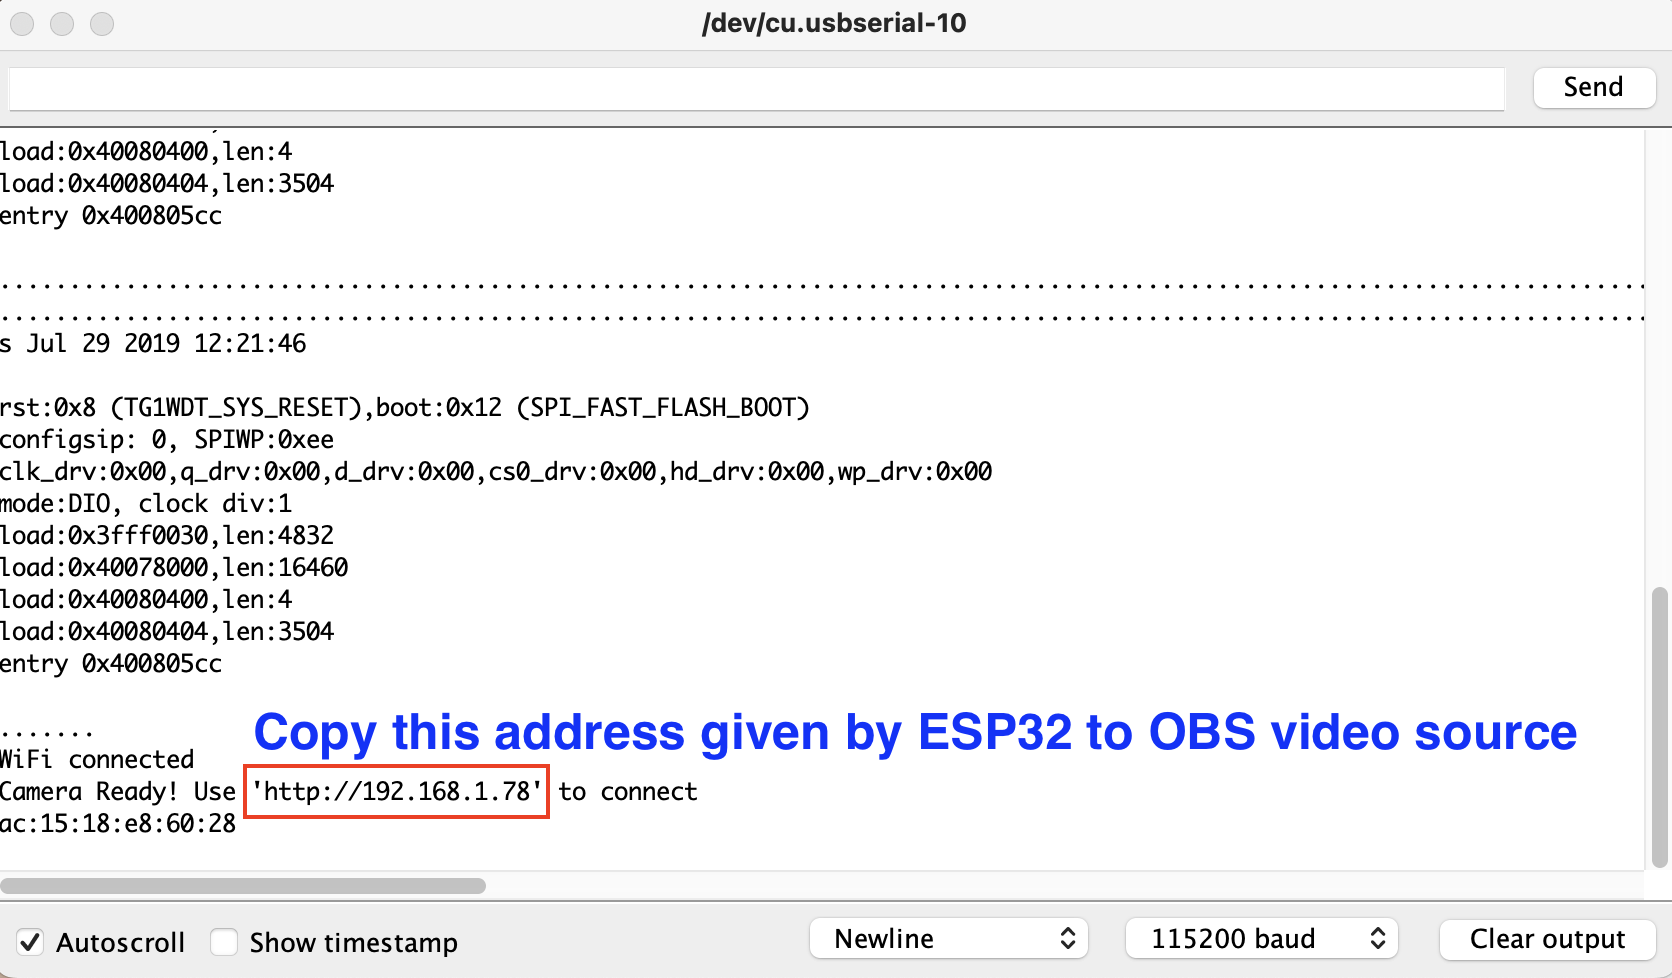 /dev/cu.usbserial-10
Send
load:0x40080400,len:4
load:0x40080404,len:3504
entry 0x400805cc
......................................................................................................................
......................................................................................................................
s Jul 29 2019 12:21:46
rst:0x8 (TG1WDT_SYS_RESET),boot:0x12 (SPI_FAST_FLASH_BOOT)
configsip: 0, SPIWP:0xee
clk_drv:0x00,q_drv:0x00,d_drv:0x00,cs0_drv:0x00,hd_drv:0x00,wp_drv:0x00
mode:DIO, clock div:1
load:0x3fff0030,len:4832
load:0x40078000,len:16460
load:0x40080400,len:4
load:0x40080404,len:3504
entry 0x400805cc
.......
Copy this address given by ESP32 to OBS video source
WiFi connected
Camera Ready! Use 'http://192.168.1.78' to connect
ac:15:18:e8:60:28
Autoscroll
Show timestamp
Newline
115200 baud
Clear output